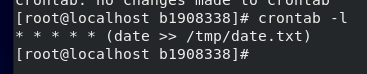 crontab: no changes made to crontab
[root@localhost b1908338]# crontab -l
* * * * * (date >> /tmp/date.txt)
[root@localhost b1908338]#